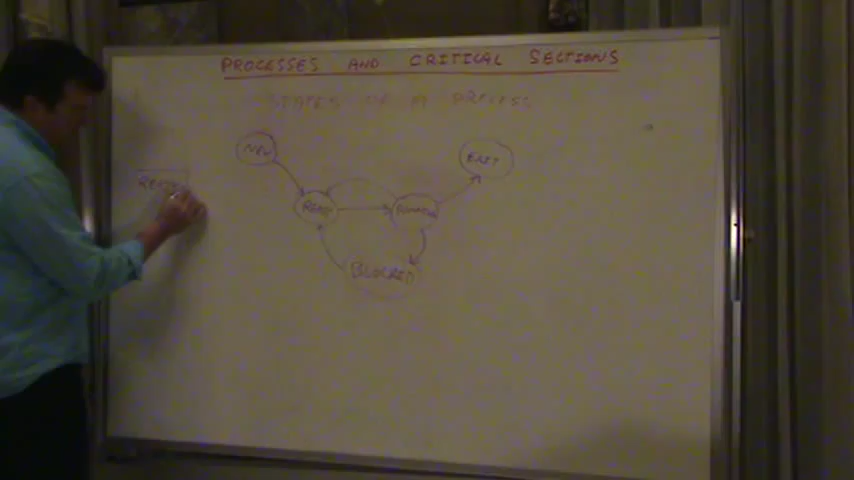 PROCESSES AND CRITICAL SECTIONS
STATES OF A PROCESS
NEW
EXIT
READY
RUNNING
BLOCKED